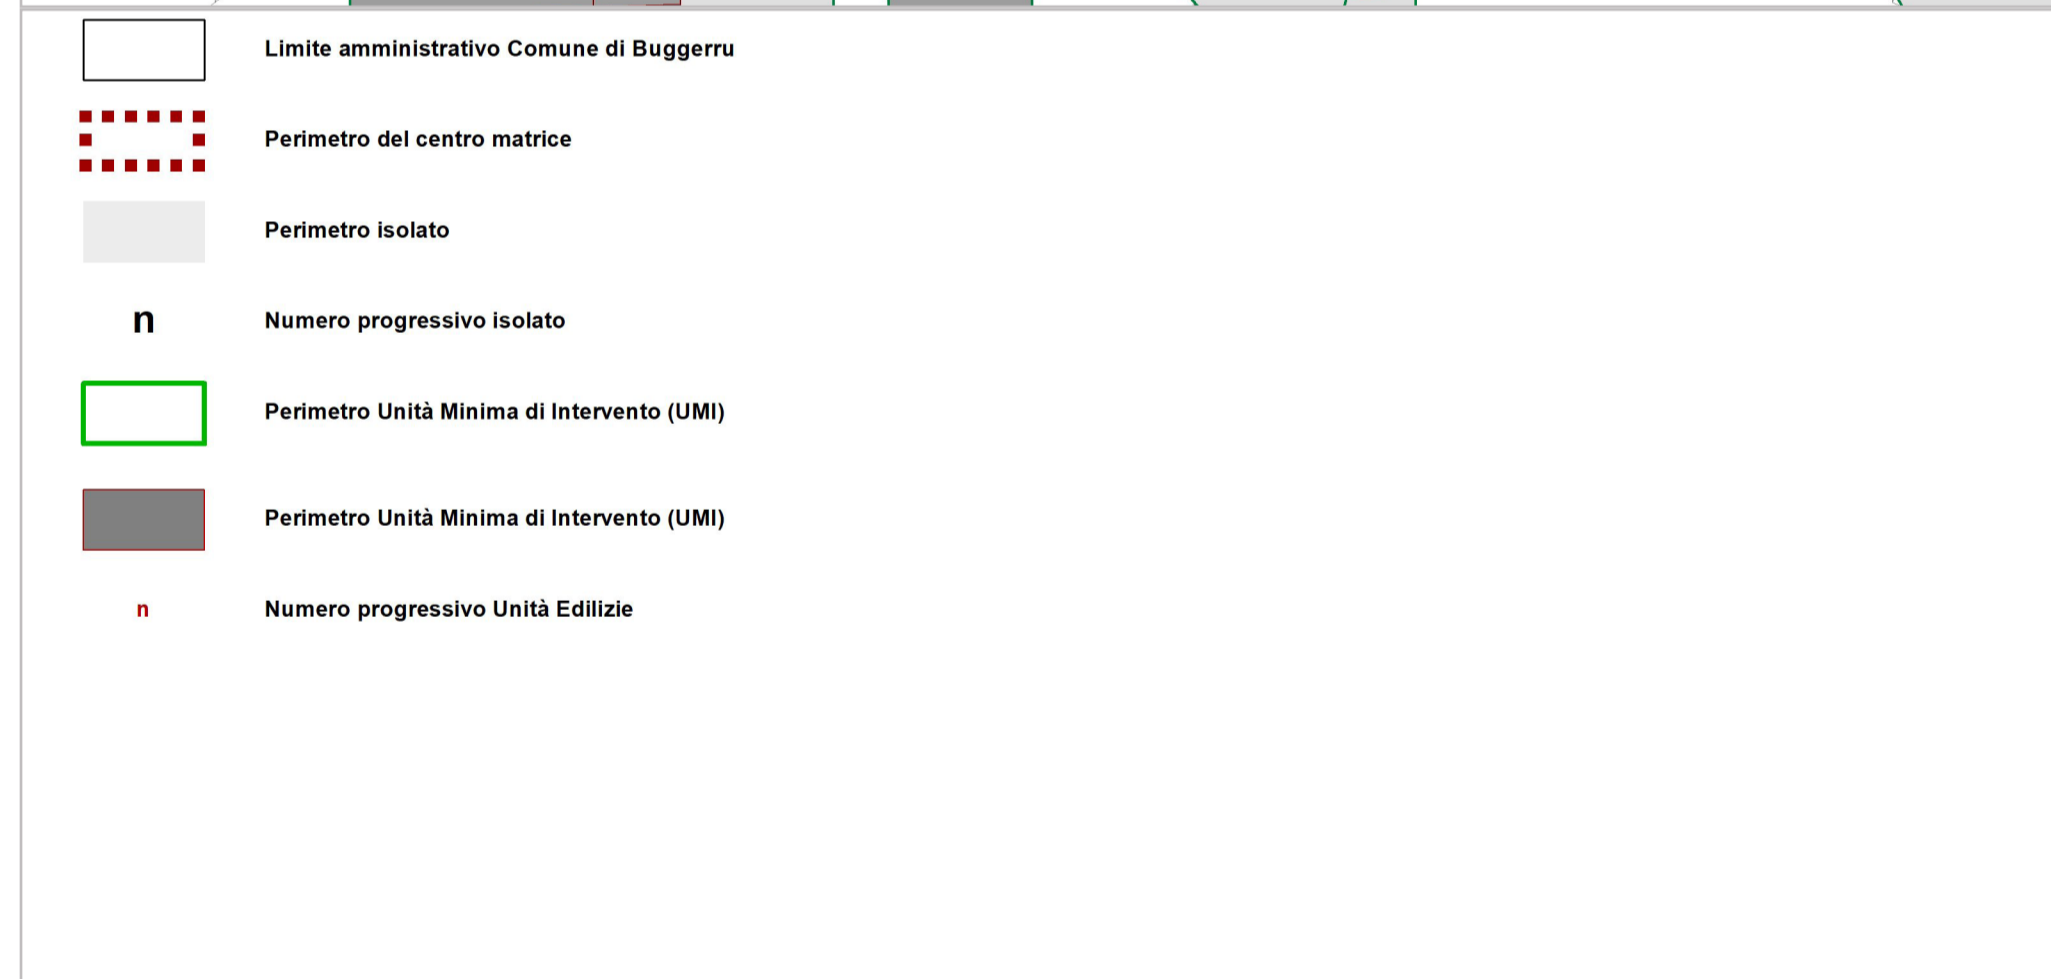 Limite amministrativo Comune di Buggerru
Perimetro del centro matrice
Perimetro isolato
n Numero progressivo isolato
Perimetro Unità Minima di Intervento (UMI)
Perimetro Unità Minima di Intervento (UMI)
n Numero progressivo Unità Edilizie